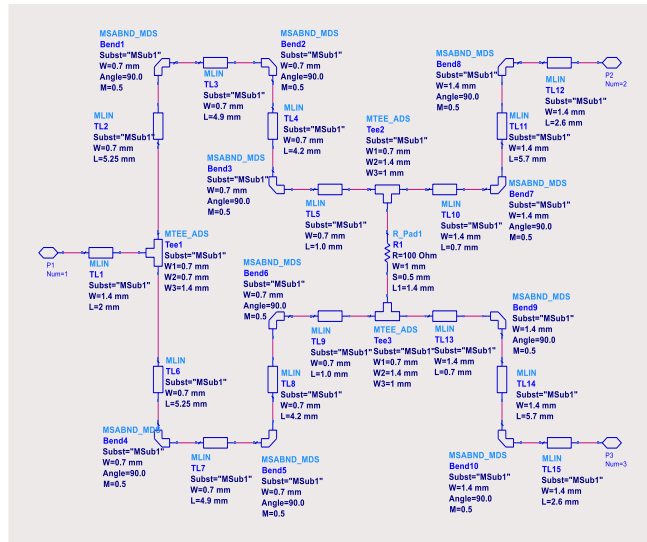 MSABND_MDS
Bend1
Subst="MSub1"
W=0.7 mm
Angle=90.0
M=0.5
MSABND_MDS
Bend2
Subst="MSub1"
W=0.7 mm
Angle=90.0
M=0.5
MLIN
TL3
Subst="MSub1"
W=0.7 mm
L=4.9 mm
MLIN
TL2
Subst="MSub1"
W=0.7 mm
L=5.25 mm
MLIN
TL4
Subst="MSub1"
W=0.7 mm
L=4.2 mm
MSABND_MDS
Bend3
Subst="MSub1"
W=0.7 mm
Angle=90.0
M=0.5
MLIN
TL5
Subst="MSub1"
W=0.7 mm
L=1.0 mm
MTEE_ADS
Tee2
Subst="MSub1"
W1=0.7 mm
W2=1.4 mm
W3=1 mm
MSABND_MDS
Bend8
Subst="MSub1"
W=1.4 mm
Angle=90.0
M=0.5
MLIN
TL12
Subst="MSub1"
W=1.4 mm
L=2.6 mm
P2
Num=2
MLIN
TL11
Subst="MSub1"
W=1.4 mm
L=5.7 mm
MLIN
TL10
Subst="MSub1"
W=1.4 mm
L=0.7 mm
MSABND_MDS
Bend7
Subst="MSub1"
W=1.4 mm
Angle=90.0
M=0.5
P1
Num=1
MLIN
TL1
Subst="MSub1"
W=1.4 mm
L=2 mm
MTEE_ADS
Tee1
Subst="MSub1"
W1=0.7 mm
W2=0.7 mm
W3=1.4 mm
R_Pad1
R1
R=100 Ohm
W=1 mm
S=0.5 mm
L1=1.4 mm
MSABND_MDS
Bend6
Subst="MSub1"
W=0.7 mm
Angle=90.0
M=0.5
MLIN
TL9
Subst="MSub1"
W=0.7 mm
L=1.0 mm
MTEE_ADS
Tee3
Subst="MSub1"
W1=0.7 mm
W2=1.4 mm
W3=1 mm
MLIN
TL13
Subst="MSub1"
W=1.4 mm
L=0.7 mm
MSABND_MDS
Bend9
Subst="MSub1"
W=1.4 mm
Angle=90.0
M=0.5
MLIN
TL6
Subst="MSub1"
W=0.7 mm
L=5.25 mm
MLIN
TL8
Subst="MSub1"
W=0.7 mm
L=4.2 mm
MLIN
TL14
Subst="MSub1"
W=1.4 mm
L=5.7 mm
MSABND_MDS
Bend4
Subst="MSub1"
W=0.7 mm
Angle=90.0
M=0.5
MLIN
TL7
Subst="MSub1"
W=0.7 mm
L=4.9 mm
MSABND_MDS
Bend5
Subst="MSub1"
W=0.7 mm
Angle=90.0
M=0.5
MSABND_MDS
Bend10
Subst="MSub1"
W=1.4 mm
Angle=90.0
M=0.5
MLIN
TL15
Subst="MSub1"
W=1.4 mm
L=2.6 mm
P3
Num=3